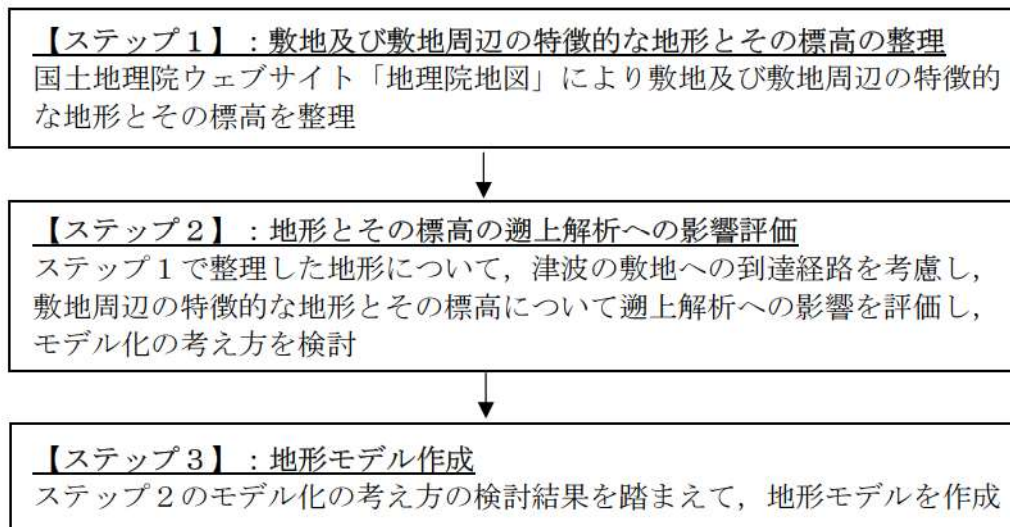 【ステップ１】：敷地及び敷地周辺の特徴的な地形とその標高の整理
国土地理院ウェブサイト「地理院地図」により敷地及び敷地周辺の特徴的
な地形とその標高を整理
【ステップ２】：地形とその標高の遡上解析への影響評価
ステップ１で整理した地形について，津波の敷地への到達経路を考慮し，
敷地周辺の特徴的な地形とその標高について遡上解析への影響を評価し，
モデル化の考え方を検討
【ステップ３】：地形モデル作成
ステップ２のモデル化の考え方の検討結果を踏まえて，地形モデルを作成